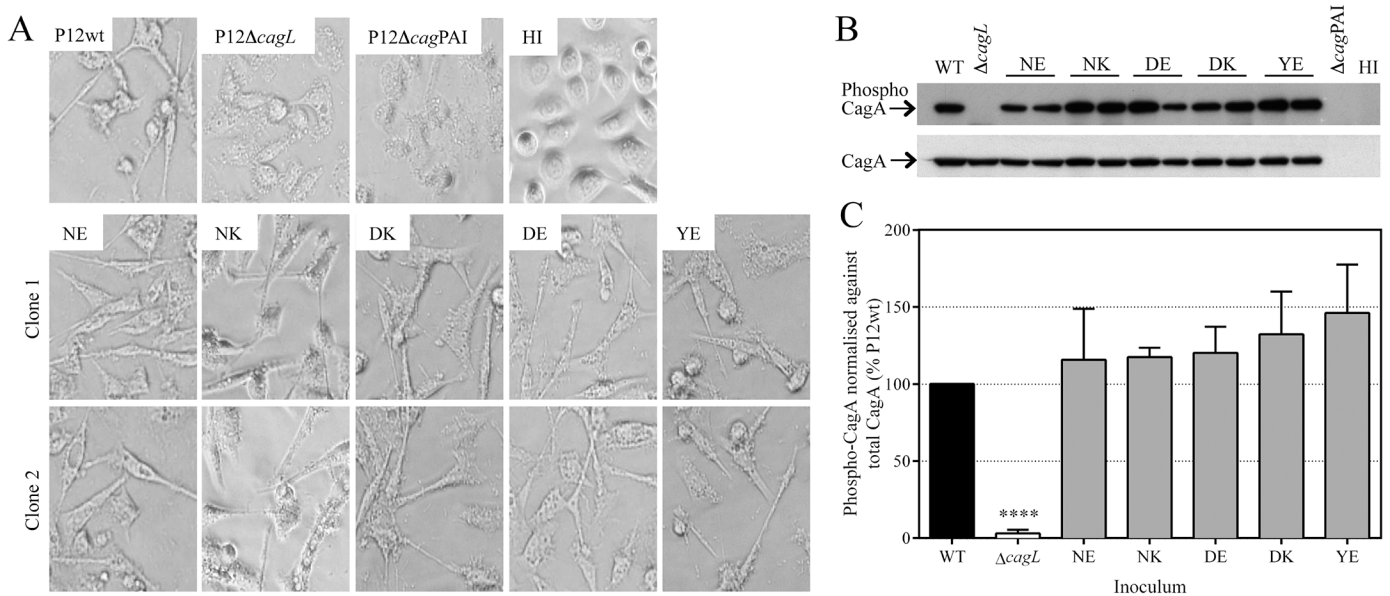 A
P12wt
P12ΔcagL
P12ΔcagPAI
HI
NE
NK
DK
DE
YE
Clone 1
Clone 2
B
WT
ΔcagL
NE
NK
DE
DK
YE
ΔcagPAI
HI
Phospho
CagA
CagA
C
Phospho-CagA normalised against
total CagA (% P12wt)
200
150
100
50
0
****
WT
ΔcagL
NE
NK
DE
DK
YE
Inoculum